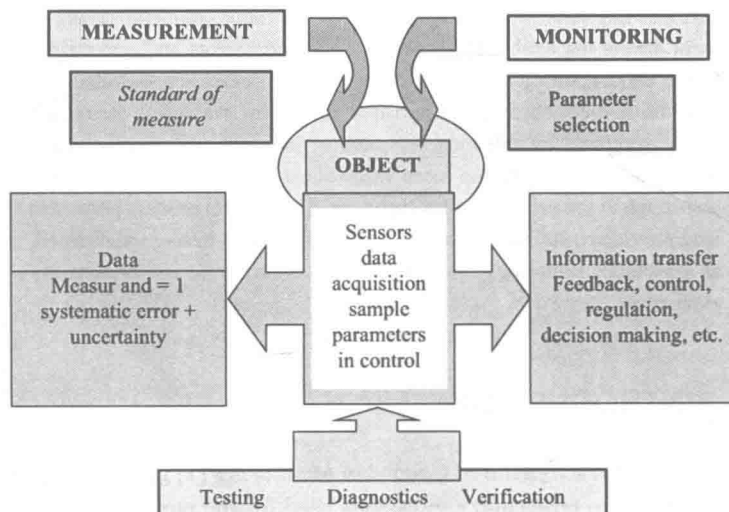 MEASUREMENT
MONITORING
Standard of
measure
Parameter
selection
OBJECT
Data
Measur and = 1
systematic error +
uncertainty
Sensors
data
acquisition
sample
parameters
in control
Information transfer
Feedback, control,
regulation,
decision making, etc.
Testing Diagnostics Verification